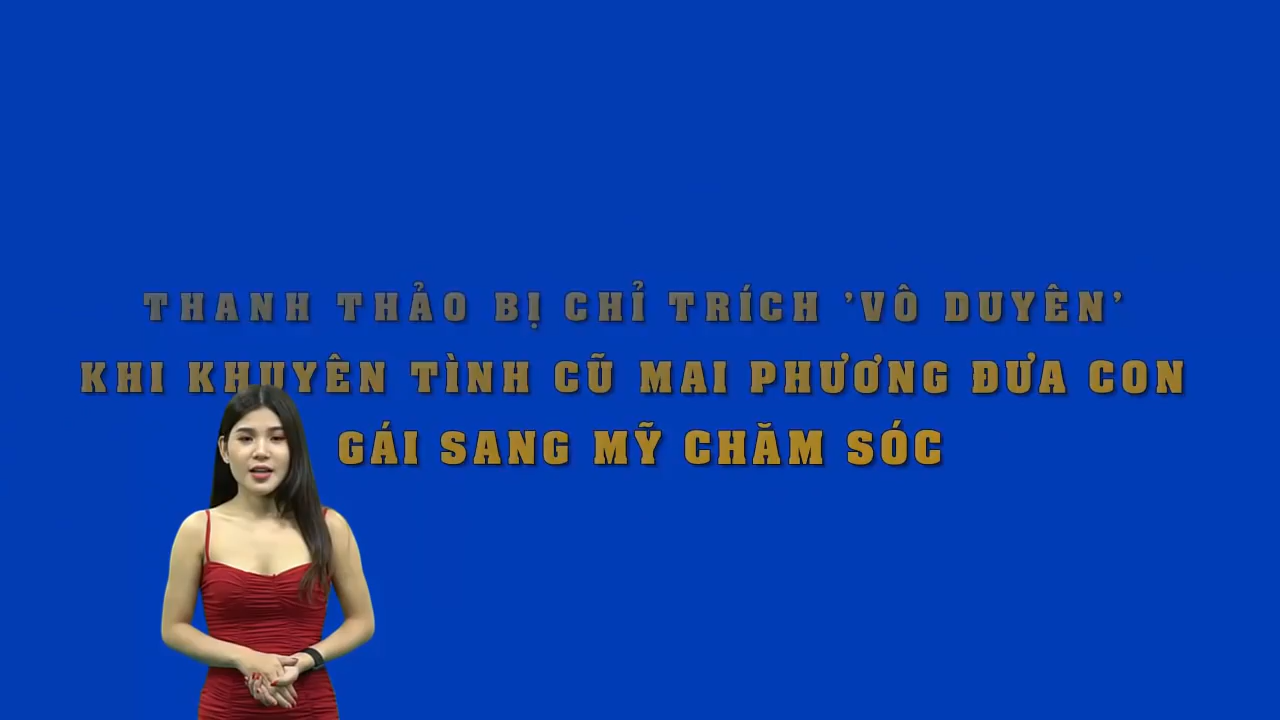 THANH THẢO BỊ CHỈ TRÍCH 'VÔ DUYÊN'
KHI KHUYÊN TÌNH CŨ MAI PHƯƠNG ĐƯA CON
GÁI SANG MỸ CHĂM SÓC